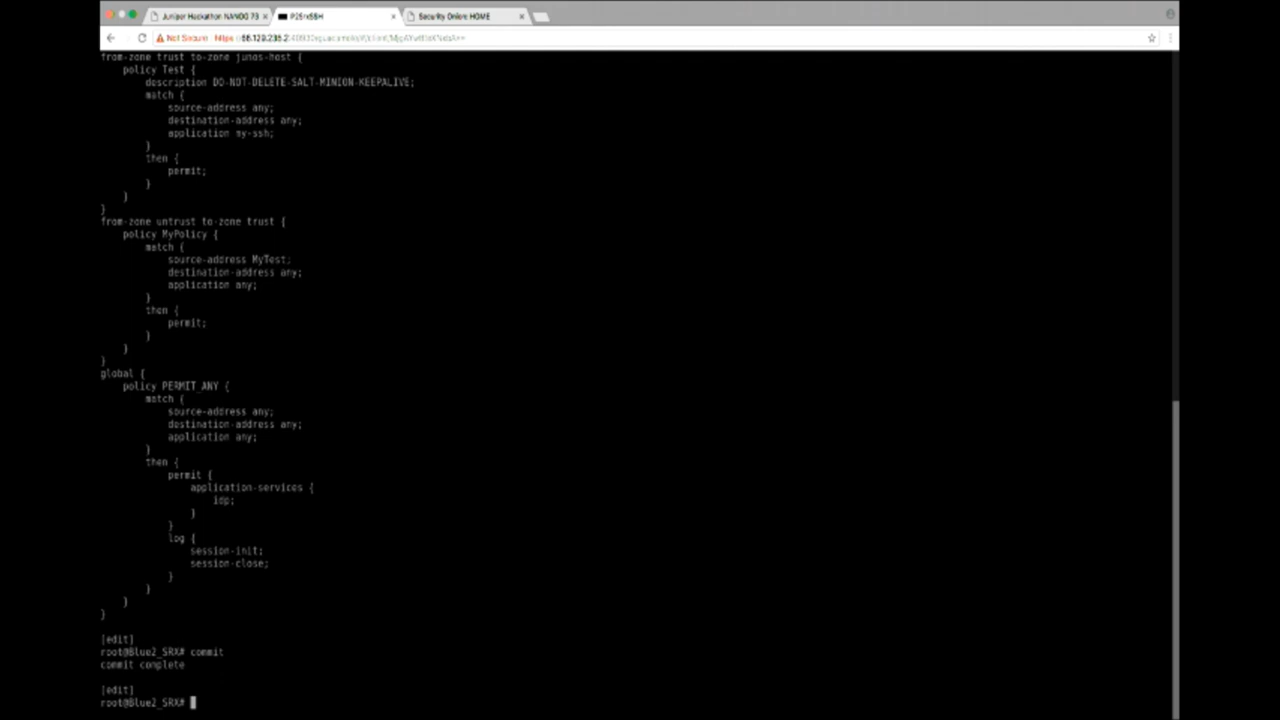 Juniper Hackathon NANOG 73
Security Onion: HOME
Not Secure
from-zone trust to-zone junos-host {
policy Test {
description DO-NOT-DELETE-SALT-MINION-KEEPALIVE;
match {
source-address any;
destination-address any;
application my-ssh;
}
then {
permit;
}
}
}
from-zone untrust to-zone trust {
policy MyPolicy {
match {
source-address MyTest;
destination-address any;
application any;
}
then {
permit;
}
}
}
global {
policy PERMIT_ANY {
match {
source-address any;
destination-address any;
application any;
}
then {
permit {
application-services {
idp;
}
}
log {
session-init;
session-close;
}
}
}
}
[edit]
root@Blue2_SRX# commit
commit complete
[edit]
root@Blue2_SRX#